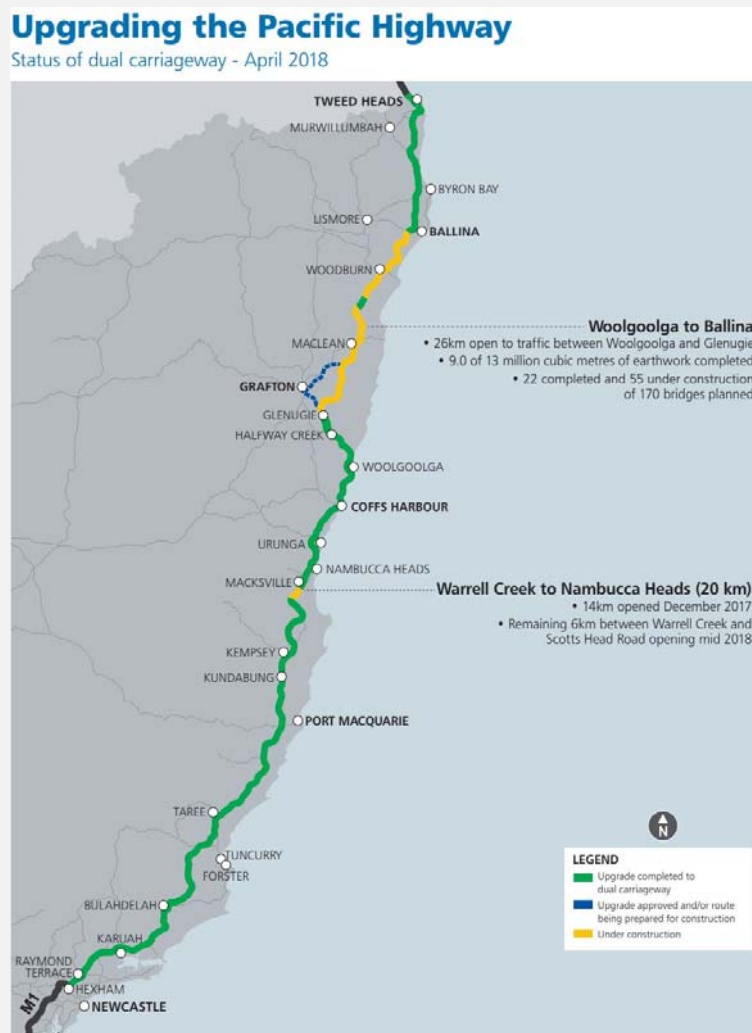 Upgrading the Pacific Highway
Status of dual carriageway - April 2018
TWEED HEADS
MURWILLUMBAH
BYRON BAY
LISMORE
BALLINA
WOODBURN
Woolgoolga to Ballina
• 26km open to traffic between Woolgoolga and Glenugie
• 9.0 of 13 million cubic metres of earthwork completed
• 22 completed and 55 under construction
of 170 bridges planned
MACLEAN
GRAFTON
GLENUGIE
HALFWAY CREEK
WOOLGOOLGA
COFFS HARBOUR
URUNGA
NAMBUCCA HEADS
MACKSVILLE
Warrell Creek to Nambucca Heads (20 km)
• 14km opened December 2017
• Remaining 6km between Warrell Creek and
Scotts Head Road opening mid 2018
KEMPSEY
KUNDABUNG
PORT MACQUARIE
TAREE
TUNCURRY
FORSTER
BULAHDELAH
KARUAH
RAYMOND
TERRACE
HEXHAM
M1
NEWCASTLE
N
LEGEND
Upgrade completed to
dual carriageway
Upgrade approved and/or route
being prepared for construction
Under construction